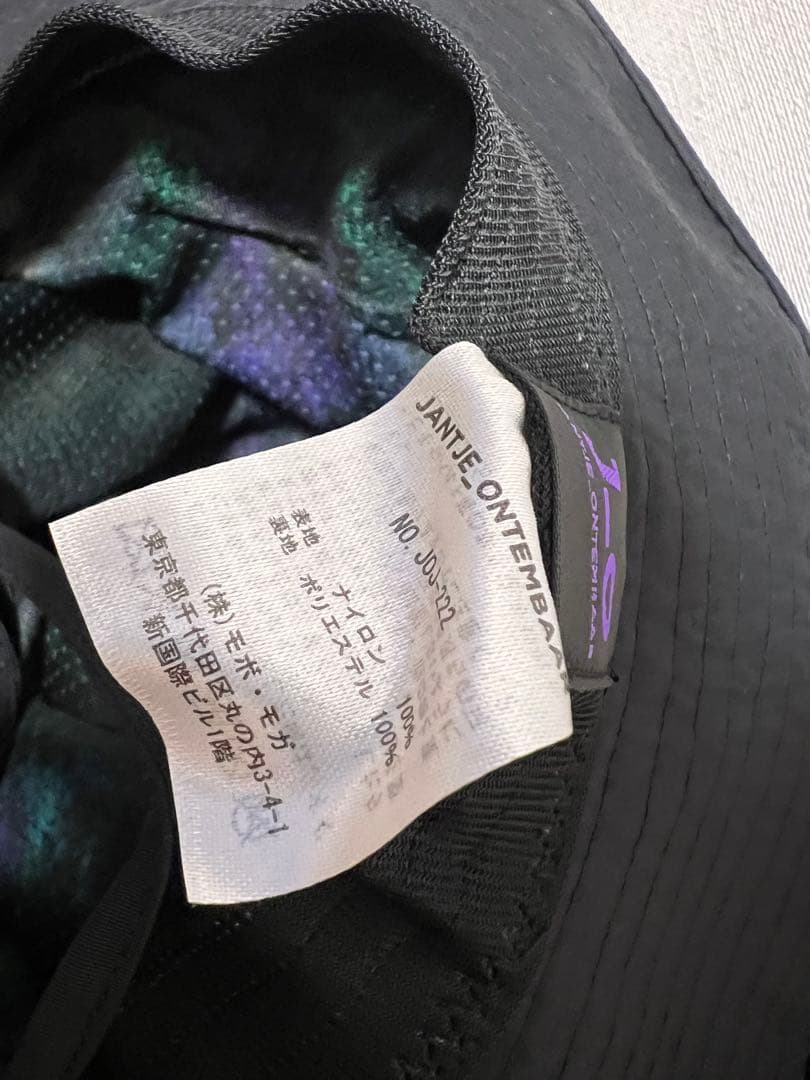 JANTJE_ONTEMBAA
NO. JOJ-222
表地 ナイロン 100%
裏地 ポリエステル 100%
(株)モボ・モガ
東京都千代田区丸の内3-4-1
新国際ビル1階
J—O